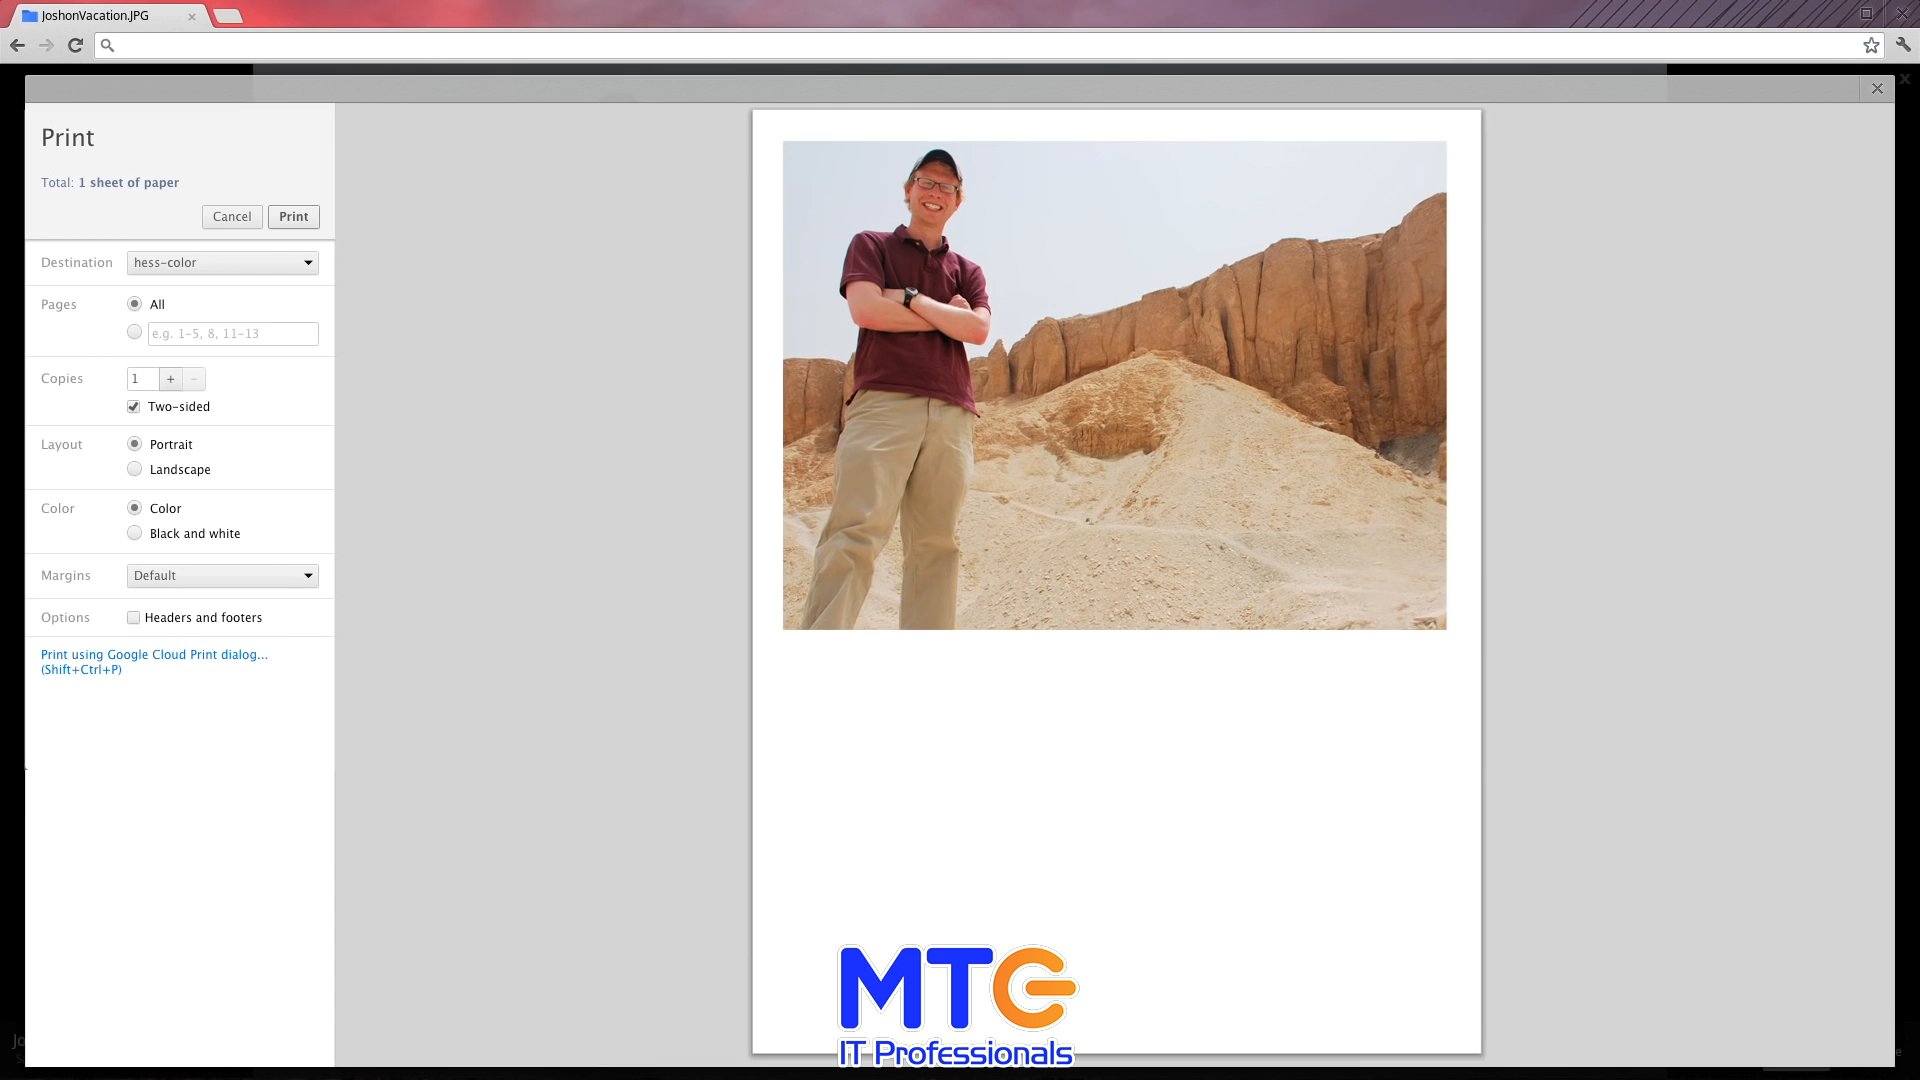 JoshonVacation.JPG
Print
Total: 1 sheet of paper
Cancel Print
Destination hess-color
Pages All
e.g. 1-5, 8, 11-13
Copies 1 + -
Two-sided
Layout Portrait
Landscape
Color Color
Black and white
Margins Default
Options Headers and footers
Print using Google Cloud Print dialog...
(Shift+Ctrl+P)
Jo
MTC
IT Professionals